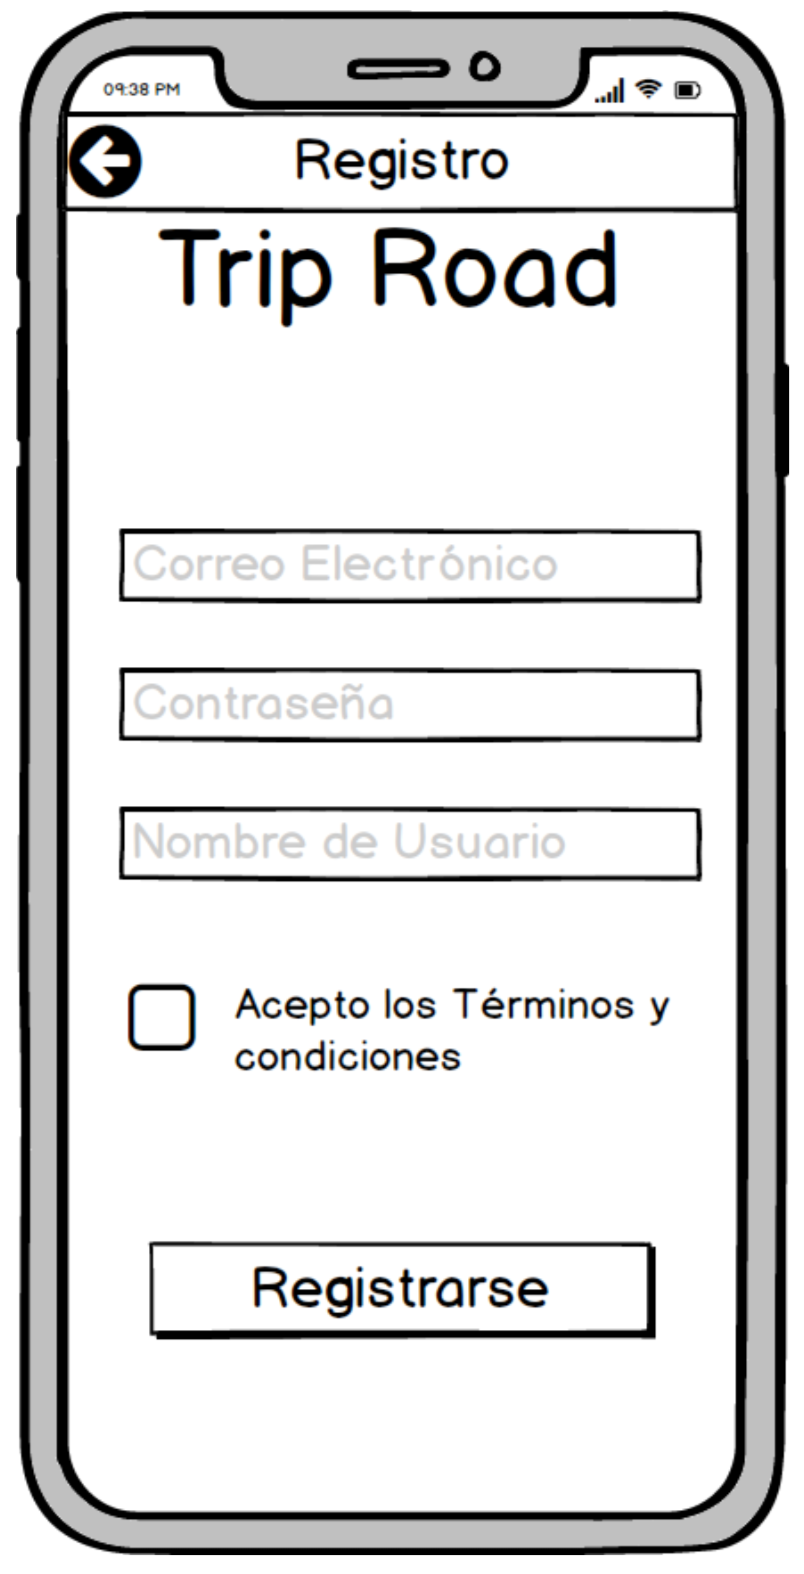 09:38 PM
Registro
Trip Road
Correo Electrónico
Contraseña
Nombre de Usuario
Acepto los Términos y
condiciones
Registrarse